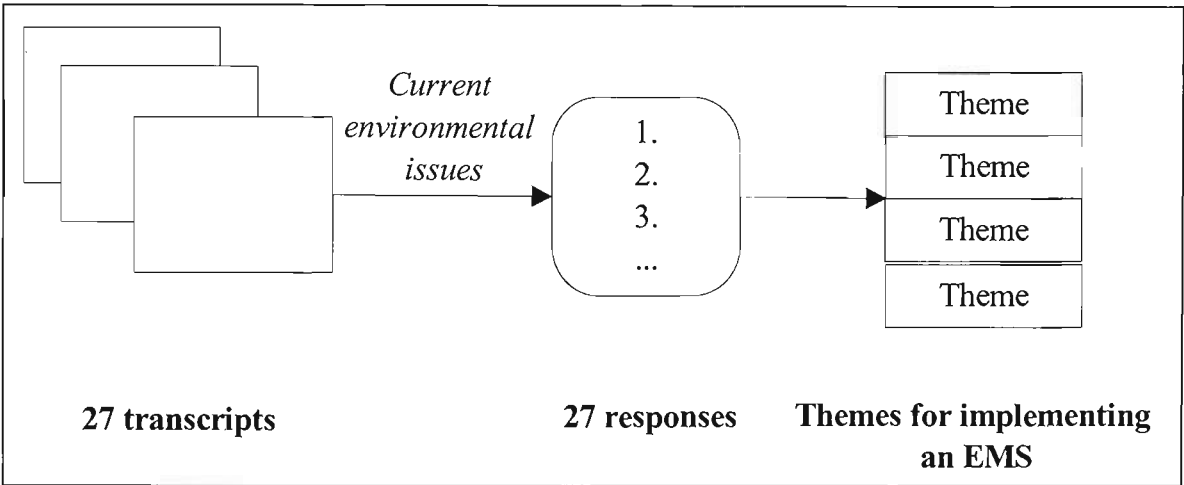 Current
environmental
issues
1.
2.
3.
...
Theme
Theme
Theme
Theme
27 transcripts
27 responses
Themes for implementing
an EMS